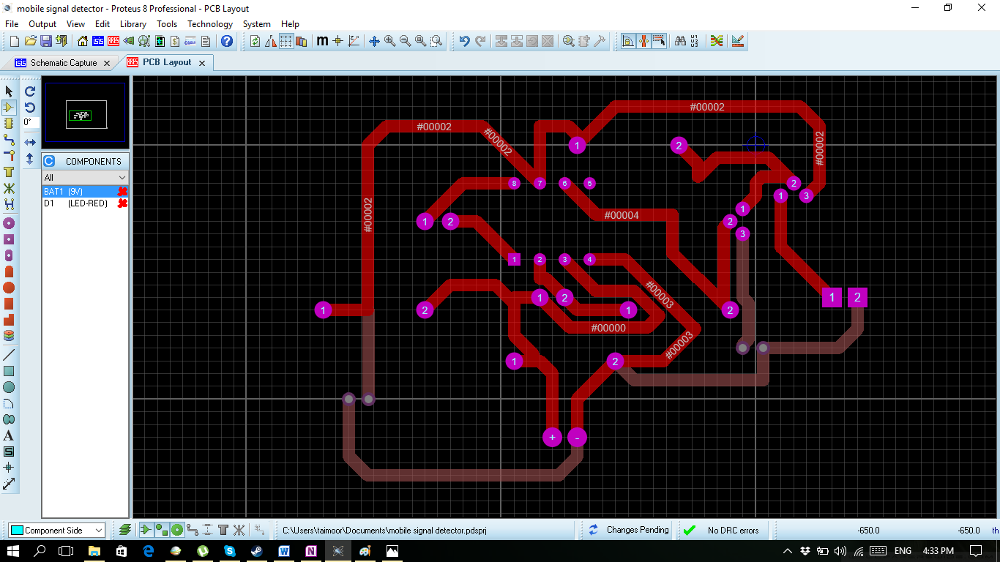 mobile signal detector - Proteus 8 Professional - PCB Layout
File Output View Edit Library Tools Technology System Help
Schematic Capture
PCB Layout
0°
COMPONENTS
All
BAT1 (9V)
D1 (LED-RED)
#00002
#00002 #00002
#00002
1 2
8 7 6 5 2
1 3
1
#00004
1 2 2
3
#00002
1 2 3 4
#00003
1 2 1 2
1 2 1 2
#00000
#00003
1 2
+ -
Component Side
C:\Users\taimoor\Documents\mobile signal detector.pdsprj
Changes Pending
No DRC errors
-650.0
-650.0
th
ENG
4:33 PM